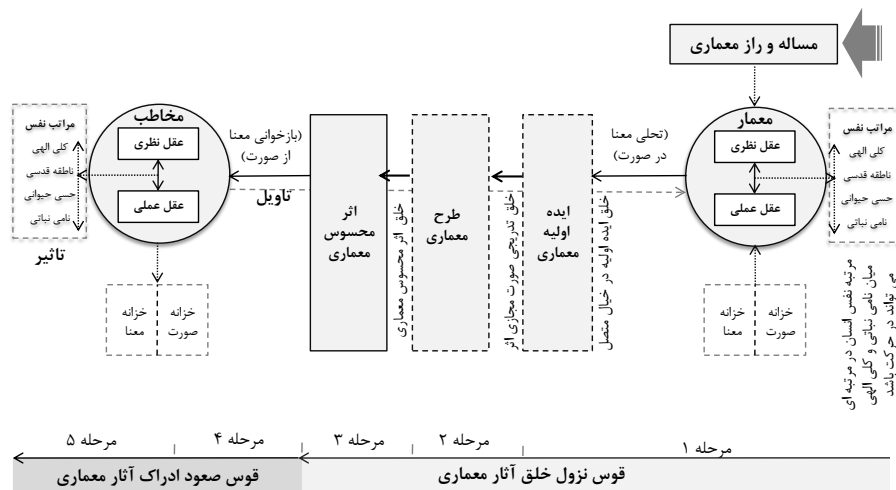 مساله و راز معماری
معمار
عقل نظری
عقل عملی
مراتب نفس
کلی الهی
ناطقه قدسی
حسی حیوانی
نامی نباتی
خزانه
صورت
خزانه
معنا
مرتبه نفس انسان در مرتبه ای
میان نامی نباتی و کلی الهی
می تواند در حرکت باشد
(تحلی معنا
در صورت)
خلق ایده اولیه در خیال متصل
ایده
اولیه
معماری
خلق تدریجی صورت مجازی اثر
طرح
معماری
خلق اثر محسوس معماری
اثر
محسوس
معماری
(بازخوانی معنا
از صورت)
تاویل
مخاطب
عقل نظری
عقل عملی
مراتب نفس
کلی الهی
ناطقه قدسی
حسی حیوانی
نامی نباتی
تاثیر
خزانه
صورت
خزانه
معنا
مرحله ۱
مرحله ۲
مرحله ۳
مرحله ۴
مرحله ۵
قوس نزول خلق آثار معماری
قوس صعود ادراک آثار معماری